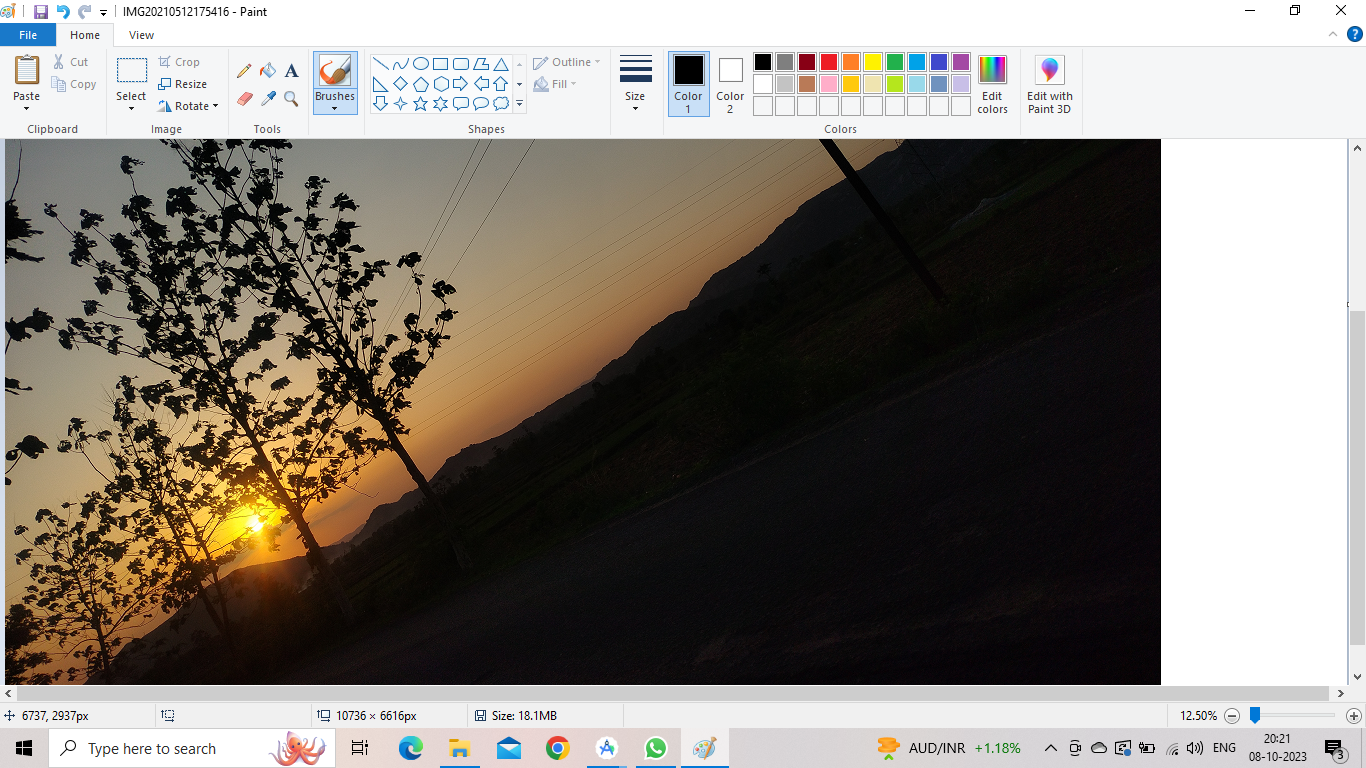 IMG20210512175416 - Paint
File Home View
Paste
Cut
Copy
Clipboard
Select
Crop
Resize
Rotate
Image
A
Tools
Brushes
Outline
Fill
Shapes
Size
Color 1
Color 2
Edit colors
Colors
Edit with Paint 3D
6737, 2937px
10736 × 6616px
Size: 18.1MB
12.50%
Type here to search
AUD/INR +1.18%
ENG
20:21
08-10-2023
3